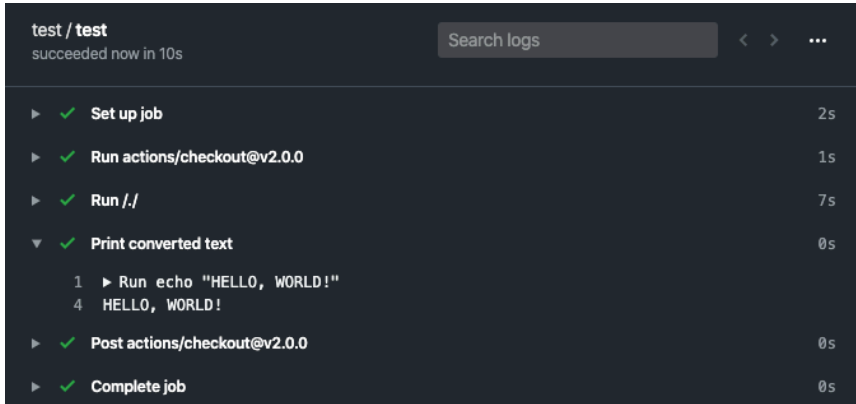 test / test
succeeded now in 10s
Search logs
Set up job 2s
Run actions/checkout@v2.0.0 1s
Run /./ 7s
Print converted text 0s
1 ▶ Run echo "HELLO, WORLD!"
4 HELLO, WORLD!
Post actions/checkout@v2.0.0 0s
Complete job 0s